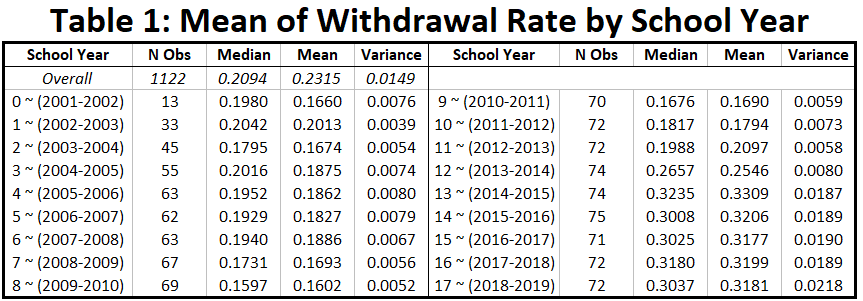 Table 1: Mean of Withdrawal Rate by School Year
School Year N Obs Median Mean Variance School Year N Obs Median Mean Variance
Overall 1122 0.2094 0.2315 0.0149
0 ~ (2001-2002) 13 0.1980 0.1660 0.0076 9 ~ (2010-2011) 70 0.1676 0.1690 0.0059
1 ~ (2002-2003) 33 0.2042 0.2013 0.0039 10 ~ (2011-2012) 72 0.1817 0.1794 0.0073
2 ~ (2003-2004) 45 0.1795 0.1674 0.0054 11 ~ (2012-2013) 72 0.1988 0.2097 0.0058
3 ~ (2004-2005) 55 0.2016 0.1875 0.0074 12 ~ (2013-2014) 74 0.2657 0.2546 0.0080
4 ~ (2005-2006) 63 0.1952 0.1862 0.0080 13 ~ (2014-2015) 74 0.3235 0.3309 0.0187
5 ~ (2006-2007) 62 0.1929 0.1827 0.0079 14 ~ (2015-2016) 75 0.3008 0.3206 0.0189
6 ~ (2007-2008) 63 0.1940 0.1886 0.0067 15 ~ (2016-2017) 71 0.3025 0.3177 0.0190
7 ~ (2008-2009) 67 0.1731 0.1693 0.0056 16 ~ (2017-2018) 72 0.3180 0.3199 0.0189
8 ~ (2009-2010) 69 0.1597 0.1602 0.0052 17 ~ (2018-2019) 72 0.3037 0.3181 0.0218